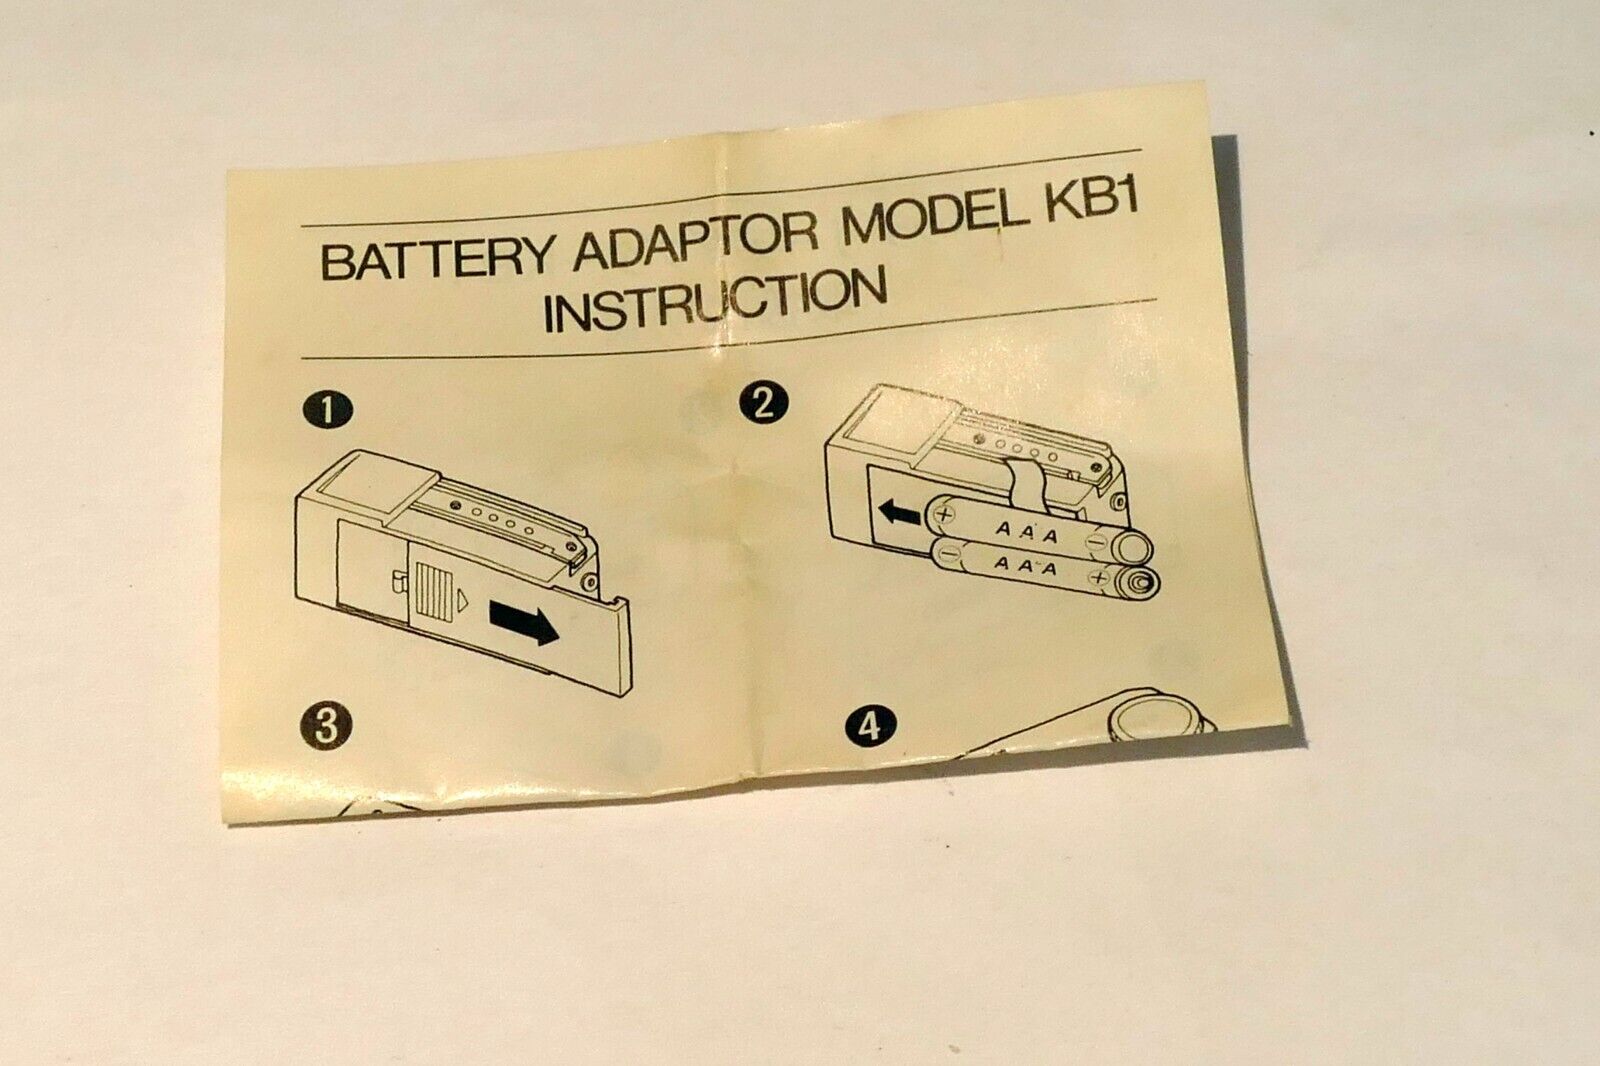 BATTERY ADAPTOR MODEL KB1
INSTRUCTION
1
2
+ AAA -
- AAA +
3
4